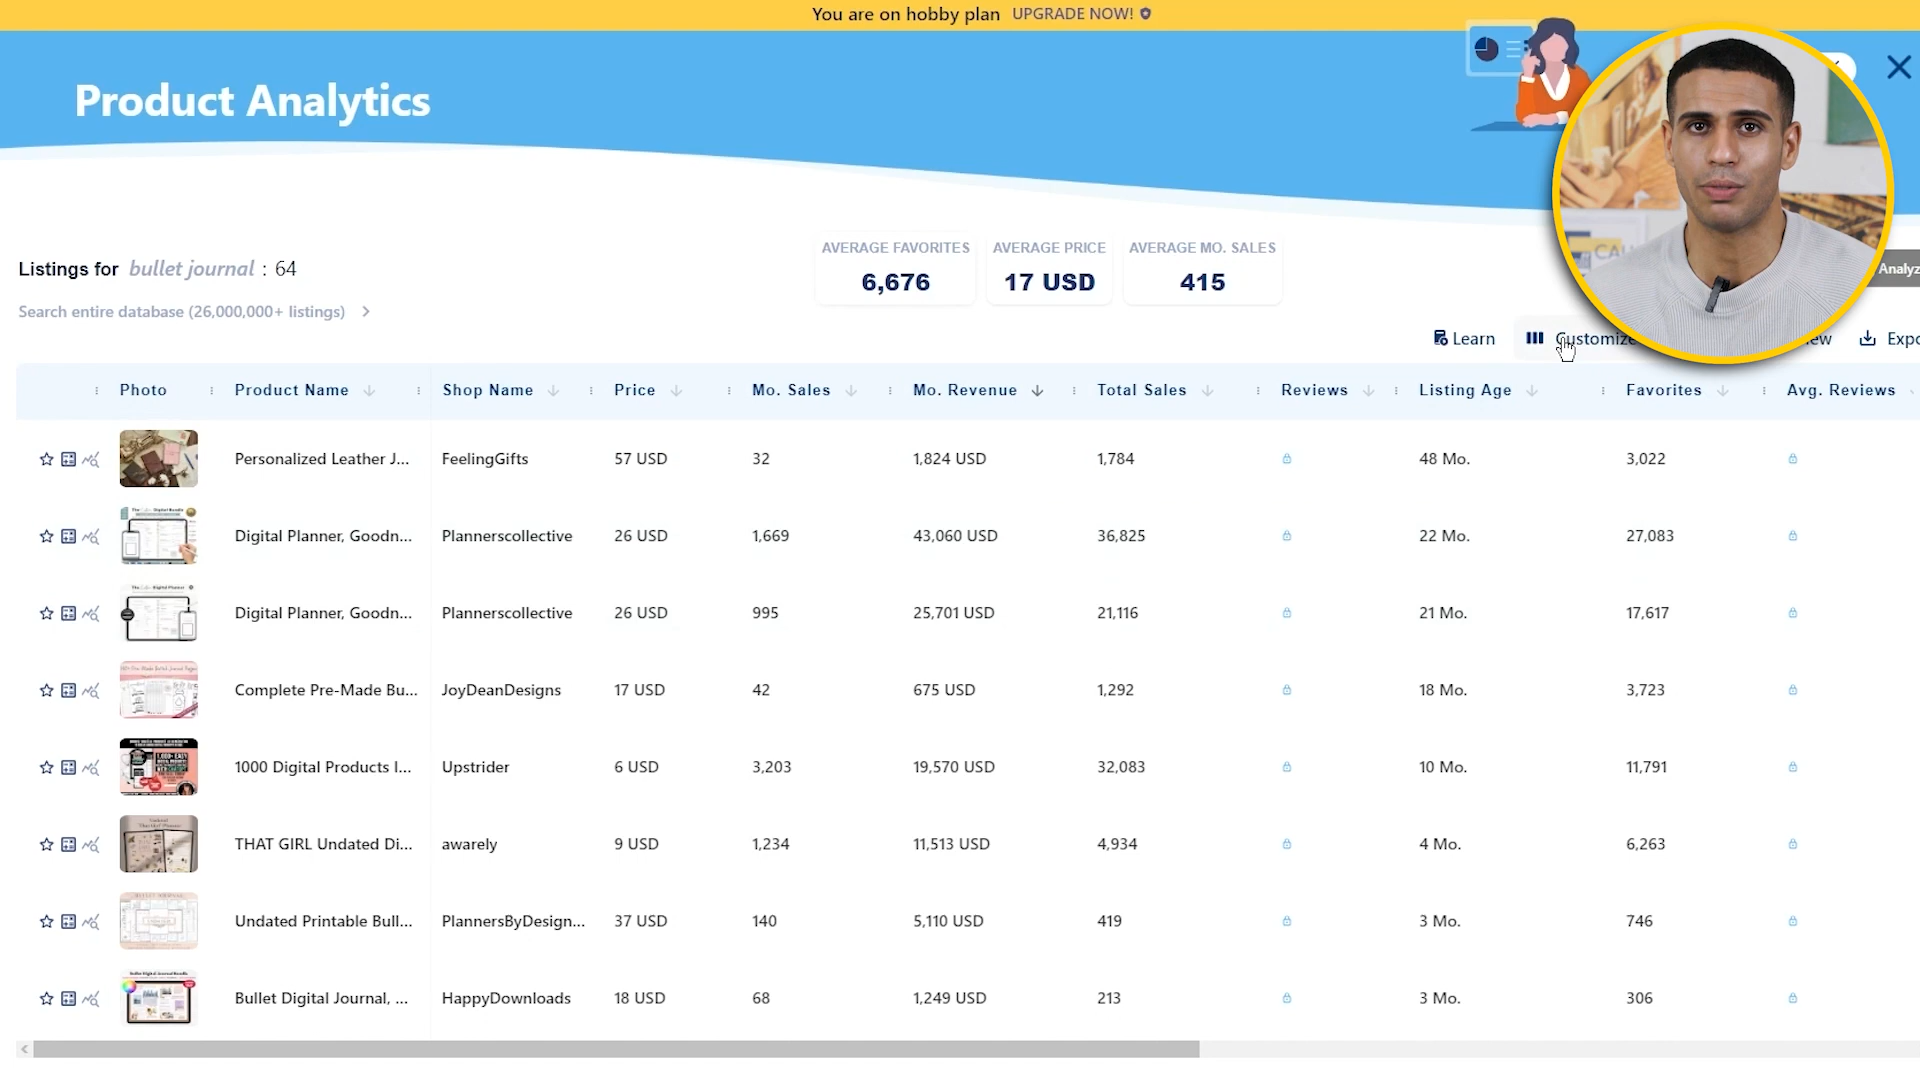 You are on hobby plan UPGRADE NOW!
Product Analytics
Listings for bullet journal : 64
Search entire database (26,000,000+ listings)
AVERAGE FAVORITES
6,676
AVERAGE PRICE
17 USD
AVERAGE MO. SALES
415
CAL
Analyz
Learn
Customize
ew
Expo
Photo Product Name Shop Name Price Mo. Sales Mo. Revenue Total Sales Reviews Listing Age Favorites Avg. Reviews
Personalized Leather J... FeelingGifts 57 USD 32 1,824 USD 1,784 48 Mo. 3,022
Digital Planner, Goodn... Plannerscollective 26 USD 1,669 43,060 USD 36,825 22 Mo. 27,083
Digital Planner, Goodn... Plannerscollective 26 USD 995 25,701 USD 21,116 21 Mo. 17,617
Complete Pre-Made Bu... JoyDeanDesigns 17 USD 42 675 USD 1,292 18 Mo. 3,723
1000 Digital Products I... Upstrider 6 USD 3,203 19,570 USD 32,083 10 Mo. 11,791
THAT GIRL Undated Di... awarely 9 USD 1,234 11,513 USD 4,934 4 Mo. 6,263
Undated Printable Bull... PlannersByDesign... 37 USD 140 5,110 USD 419 3 Mo. 746
Bullet Digital Journal, ... HappyDownloads 18 USD 68 1,249 USD 213 3 Mo. 306